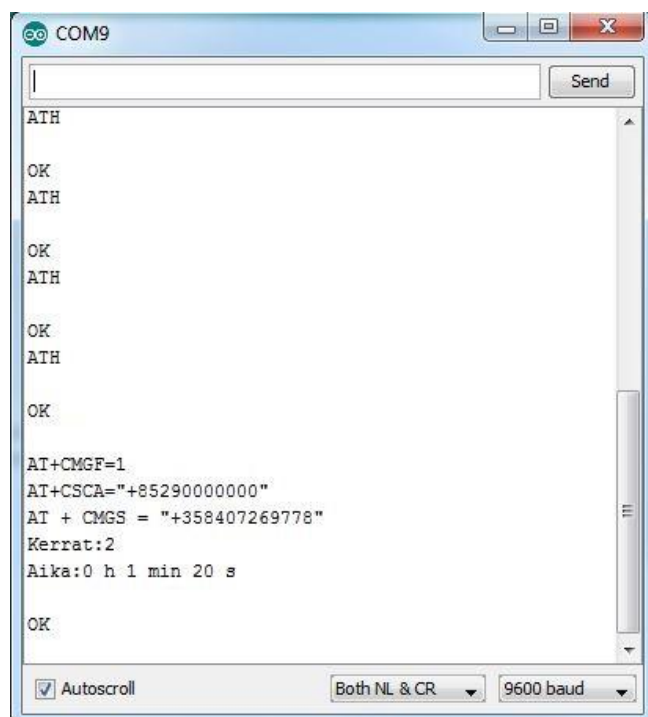 COM9
Send
ATH
OK
ATH
OK
ATH
OK
ATH
OK
AT+CMGF=1
AT+CSCA="+85290000000"
AT + CMGS = "+358407269778"
Kerrat:2
Aika:0 h 1 min 20 s
OK
Autoscroll
Both NL & CR
9600 baud